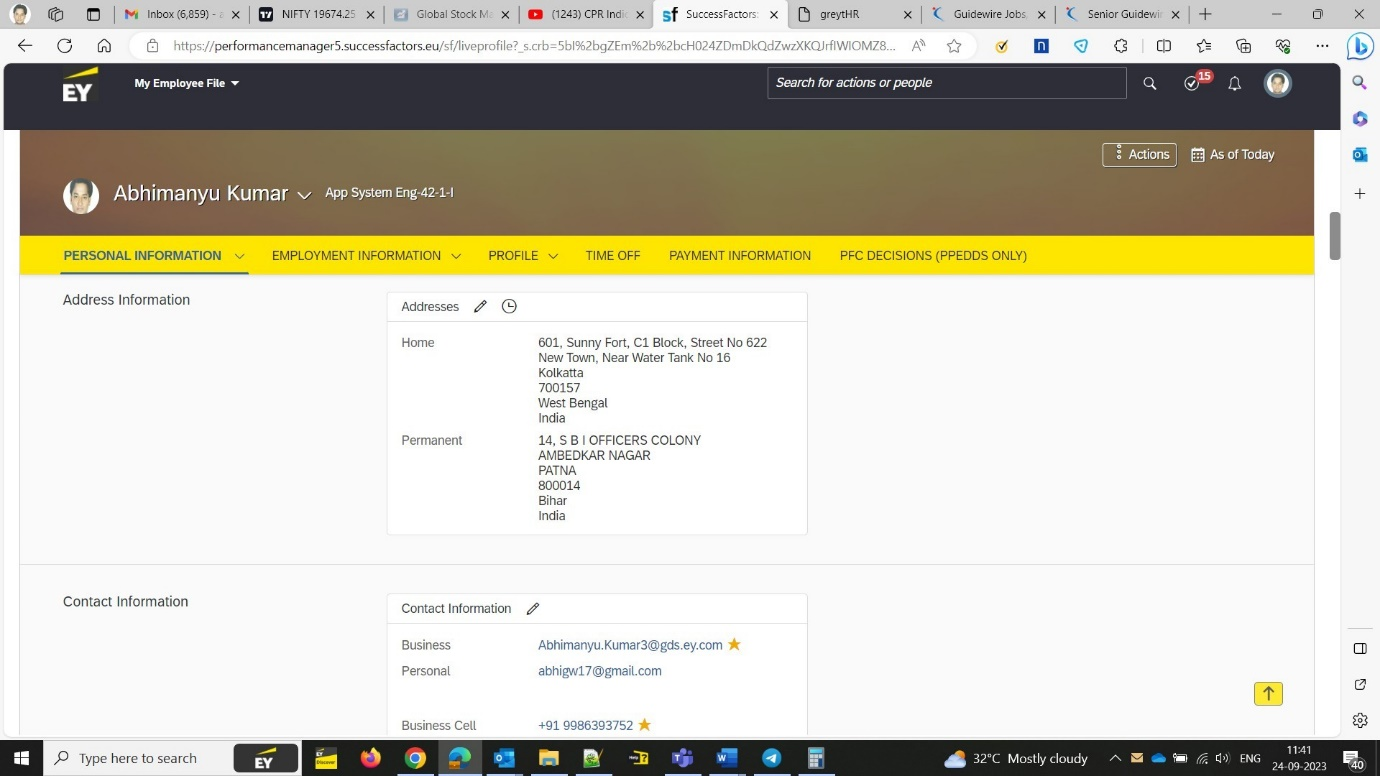 Inbox (6,859) - a
NIFTY 19674.25
Global Stock Ma
(1243) CPR Indic
SuccessFactors:
greytHR
Guidewire Jobs,
Senior Guidewir
https://performancemanager5.successfactors.eu/sf/liveprofile?_s.crb=5bl%2bgZEm%2b%2bcH024ZDmDkQdZwzXKQJrflWIOMZ8...
EY
My Employee File
Search for actions or people
15
Actions
As of Today
Abhimanyu Kumar
App System Eng-42-1-I
PERSONAL INFORMATION
EMPLOYMENT INFORMATION
PROFILE
TIME OFF
PAYMENT INFORMATION
PFC DECISIONS (PPEDDS ONLY)
Address Information
Addresses
Home
601, Sunny Fort, C1 Block, Street No 622
New Town, Near Water Tank No 16
Kolkatta
700157
West Bengal
India
Permanent
14, S B I OFFICERS COLONY
AMBEDKAR NAGAR
PATNA
800014
Bihar
India
Contact Information
Contact Information
Business
Abhimanyu.Kumar3@gds.ey.com
Personal
abhigw17@gmail.com
Business Cell
+91 9986393752
Type here to search
EY
32°C Mostly cloudy
ENG
11:41
24-09-2023
40